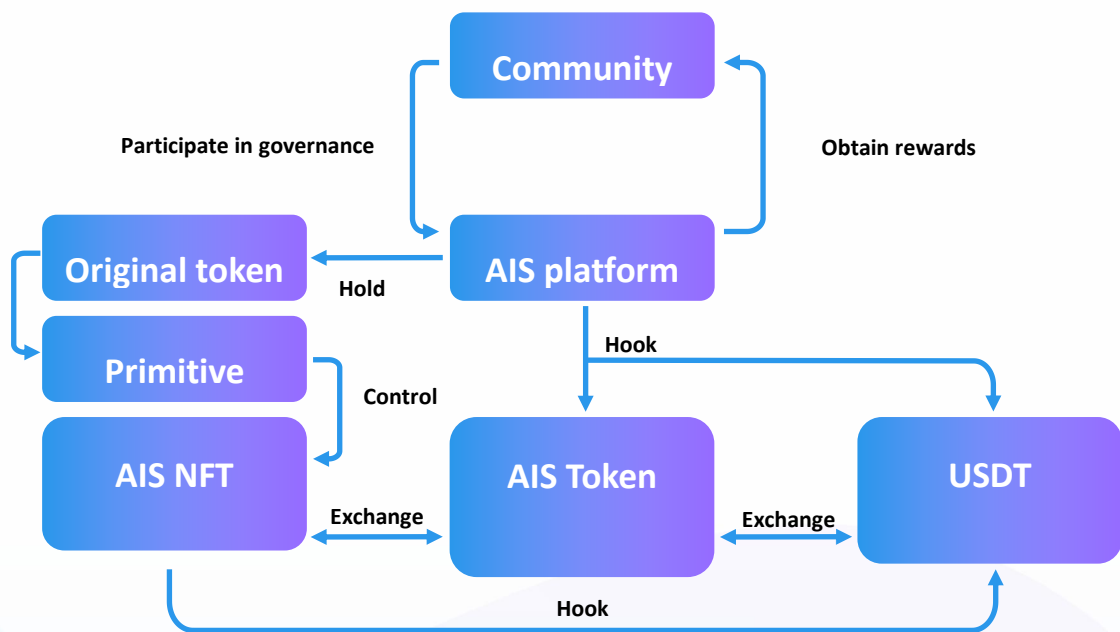 Community
Participate in governance
Obtain rewards
Original token
AIS platform
Hold
Hook
Primitive
Control
AIS NFT
AIS Token
USDT
Exchange
Exchange
Hook